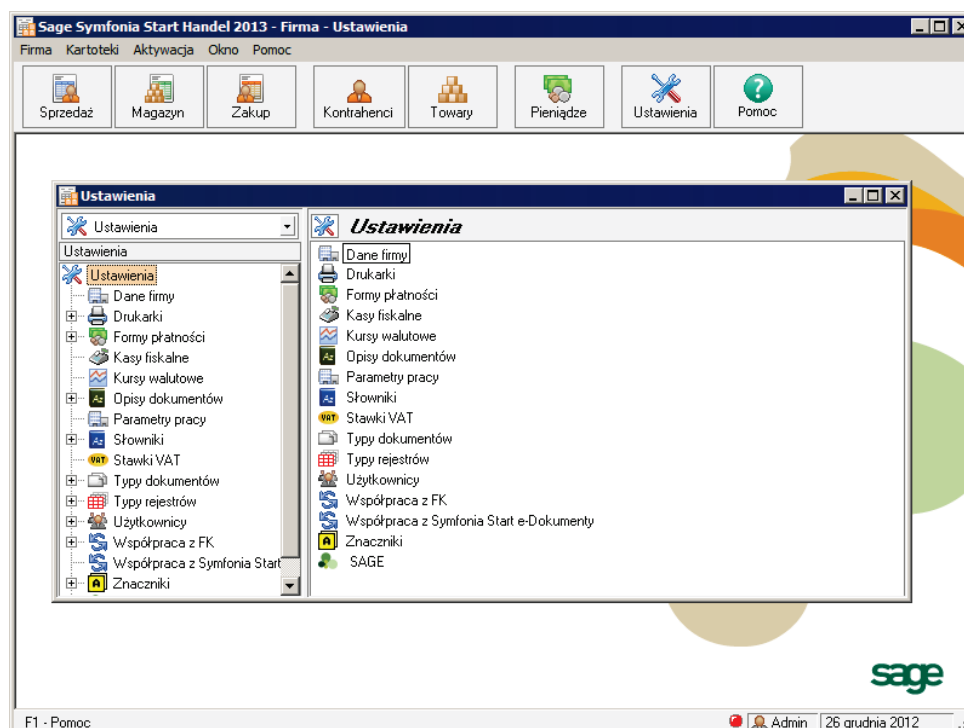 Sage Symfonia Start Handel 2013 - Firma - Ustawienia
Firma Kartoteki Aktywacja Okno Pomoc
Sprzedaż Magazyn Zakup Kontrahenci Towary Pieniądze Ustawienia Pomoc
Ustawienia
Ustawienia
Ustawienia
Ustawienia
Ustawienia
Dane firmy
Drukarki
Formy płatności
Kasy fiskalne
Kursy walutowe
Opisy dokumentów
Parametry pracy
Słowniki
VAT Stawki VAT
Typy dokumentów
Typy rejestrów
Użytkownicy
Współpraca z FK
Współpraca z Symfonia Start
A Znaczniki
Dane firmy
Drukarki
Formy płatności
Kasy fiskalne
Kursy walutowe
Az Opisy dokumentów
Parametry pracy
Az Słowniki
VAT Stawki VAT
Typy dokumentów
Typy rejestrów
Użytkownicy
Współpraca z FK
Współpraca z Symfonia Start e-Dokumenty
A Znaczniki
SAGE
sage
F1 - Pomoc Admin 26 grudnia 2012